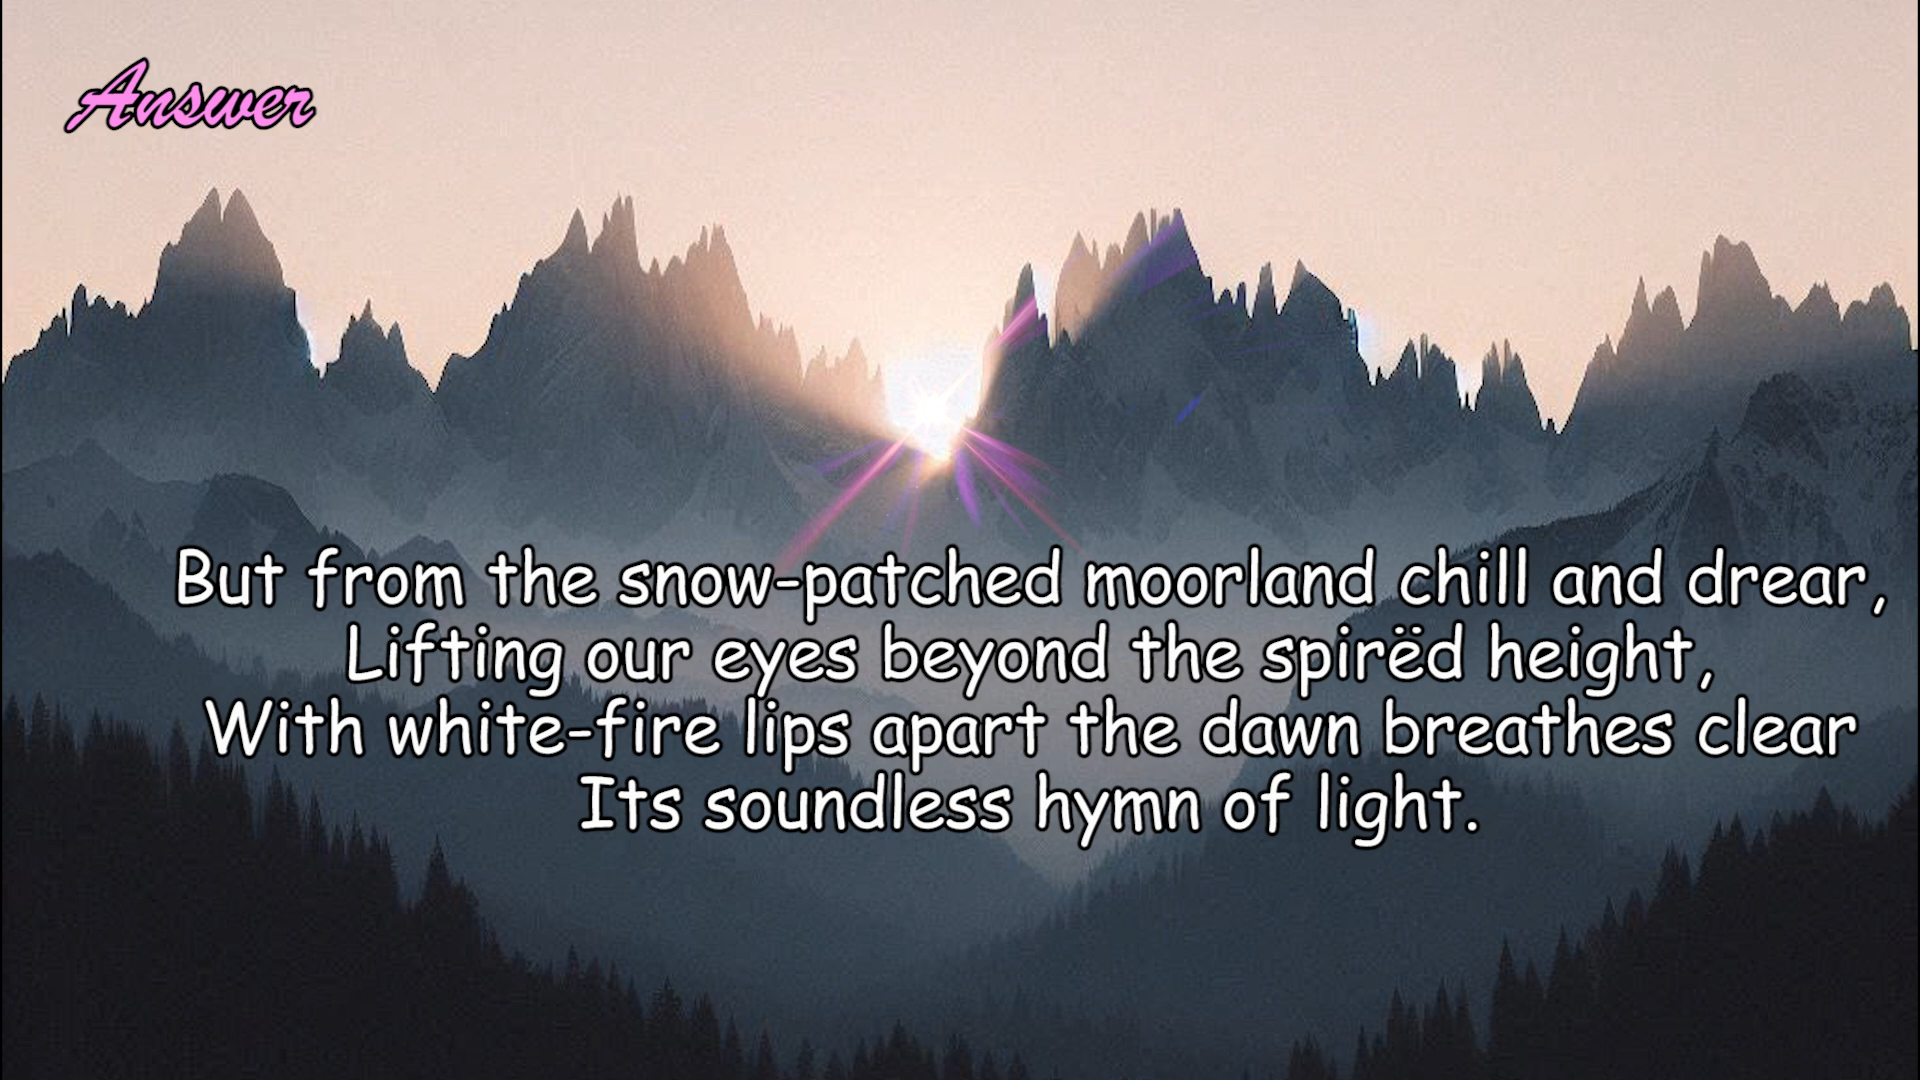 Answer
But from the snow-patched moorland chill and drear,
Lifting our eyes beyond the spirëd height,
With white-fire lips apart the dawn breathes clear
Its soundless hymn of light.